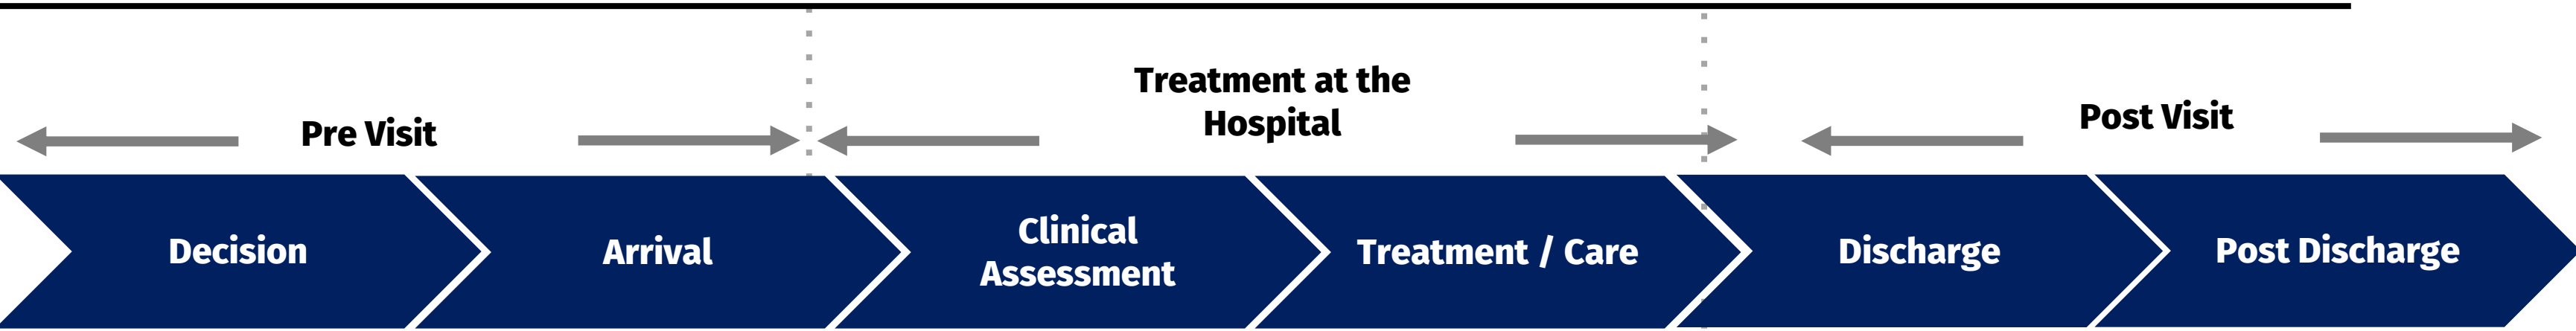 Pre Visit
Treatment at the
Hospital
Post Visit
Decision
Arrival
Clinical
Assessment
Treatment / Care
Discharge
Post Discharge